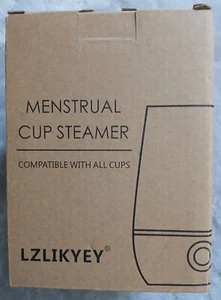 MENSTRUAL
CUP STEAMER
COMPATIBLE WITH ALL CUPS
LZLIKYEY®